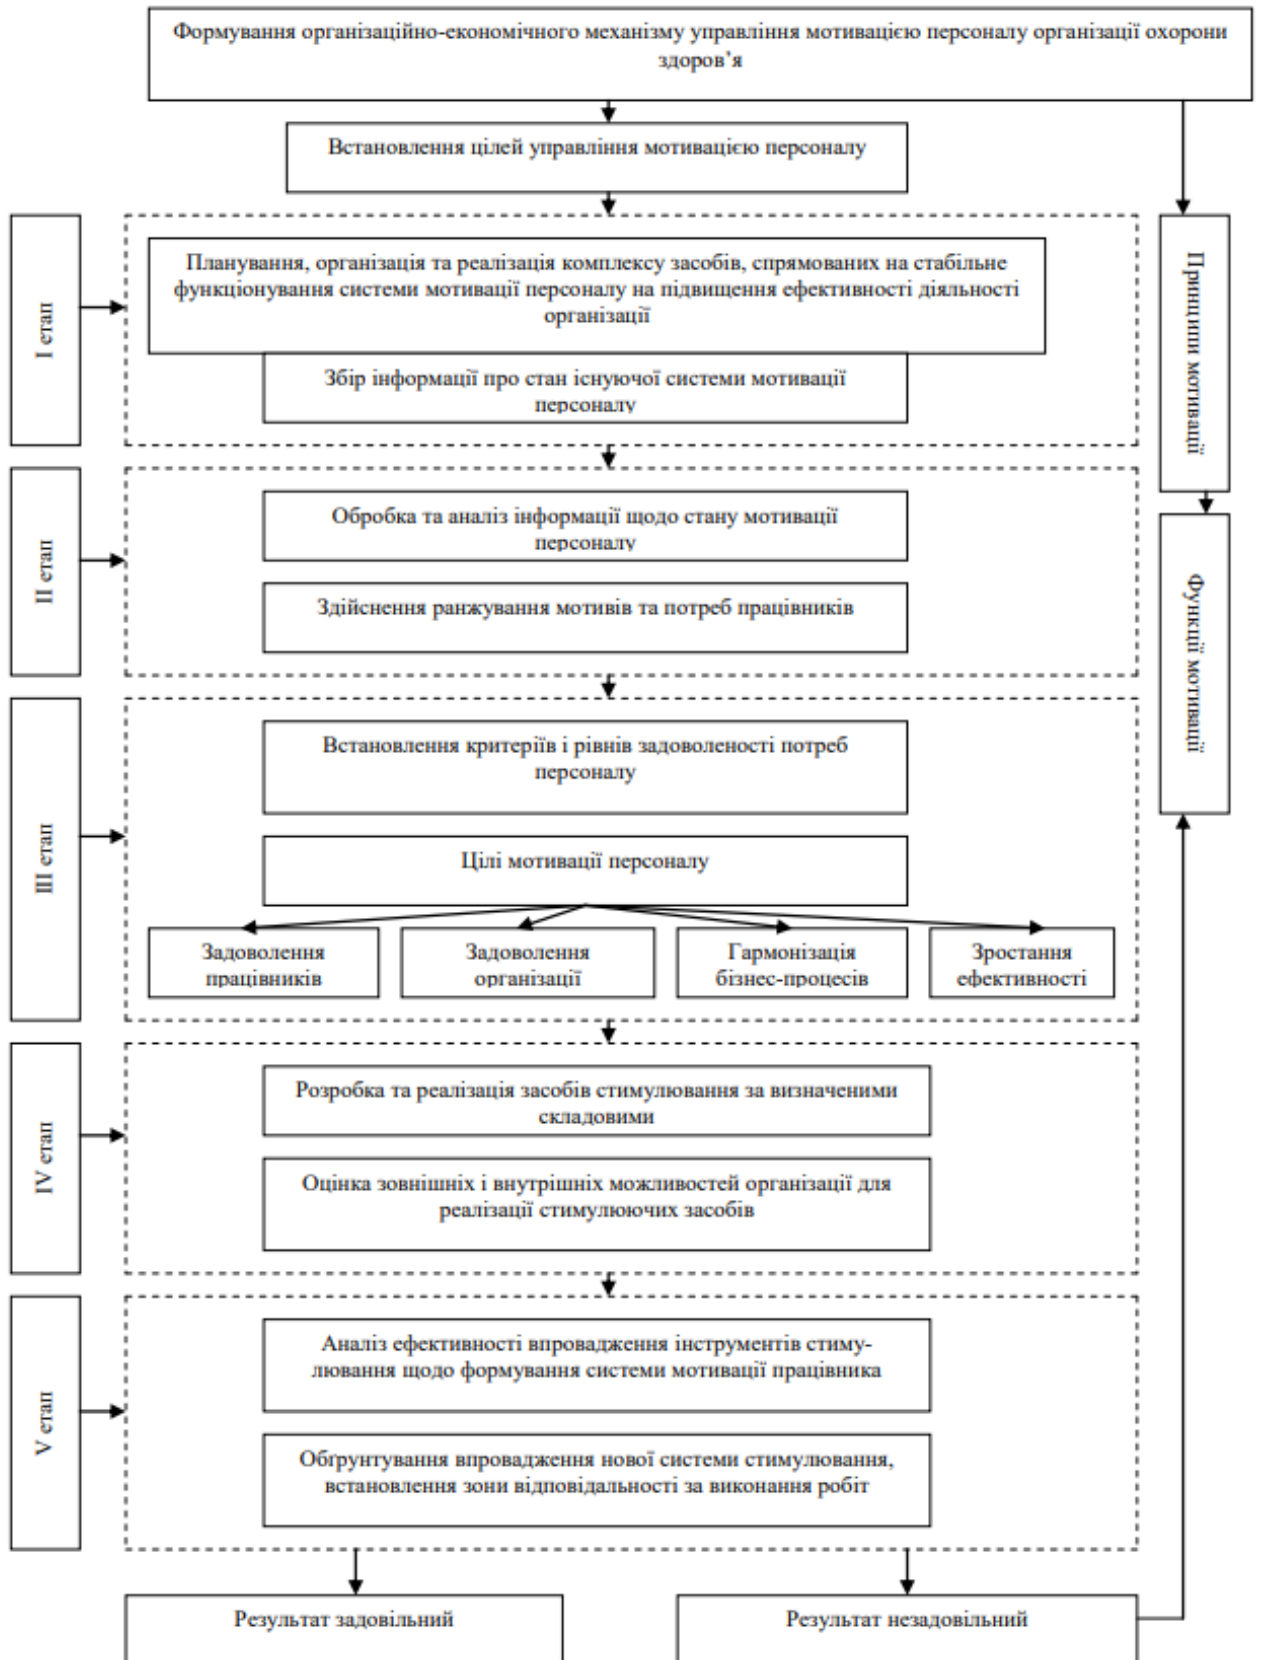 Формування організаційно-економічного механізму управління мотивацією персоналу організації охорони
здоров’я
Встановлення цілей управління мотивацією персоналу
I етап
Планування, організація та реалізація комплексу засобів, спрямованих на стабільне
функціонування системи мотивації персоналу на підвищення ефективності діяльності
організації
Збір інформації про стан існуючої системи мотивації
персоналу
Принципи мотивації
II етап
Обробка та аналіз інформації щодо стану мотивації
персоналу
Здійснення ранжування мотивів та потреб працівників
Функції мотивації
III етап
Встановлення критеріїв і рівнів задоволеності потреб
персоналу
Цілі мотивації персоналу
Задоволення
працівників
Задоволення
організації
Гармонізація
бізнес-процесів
Зростання
ефективності
IV етап
Розробка та реалізація засобів стимулювання за визначеними
складовими
Оцінка зовнішніх і внутрішніх можливостей організації для
реалізації стимулюючих засобів
V етап
Аналіз ефективності впровадження інструментів стиму-
лювання щодо формування системи мотивації працівника
Обґрунтування впровадження нової системи стимулювання,
встановлення зони відповідальності за виконання робіт
Результат задовільний
Результат незадовільний